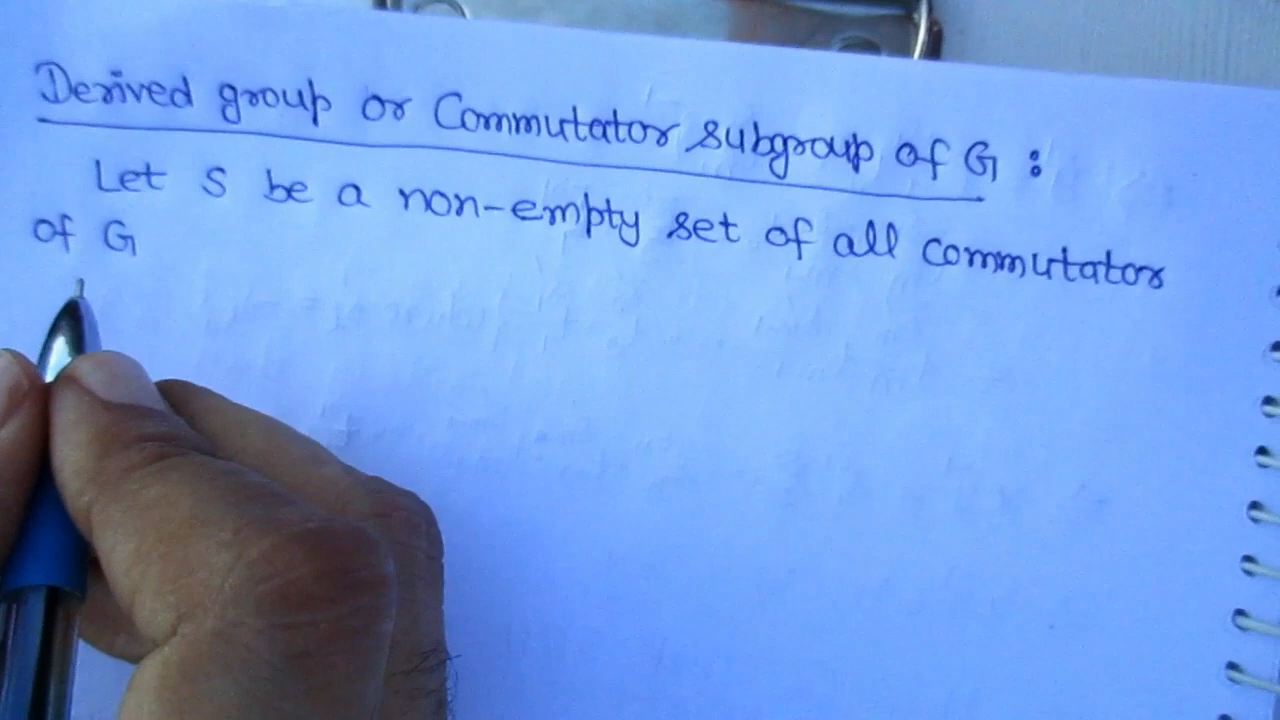 Derived group or Commutator subgroup of G :
Let S be a non-empty set of all commutator
of G